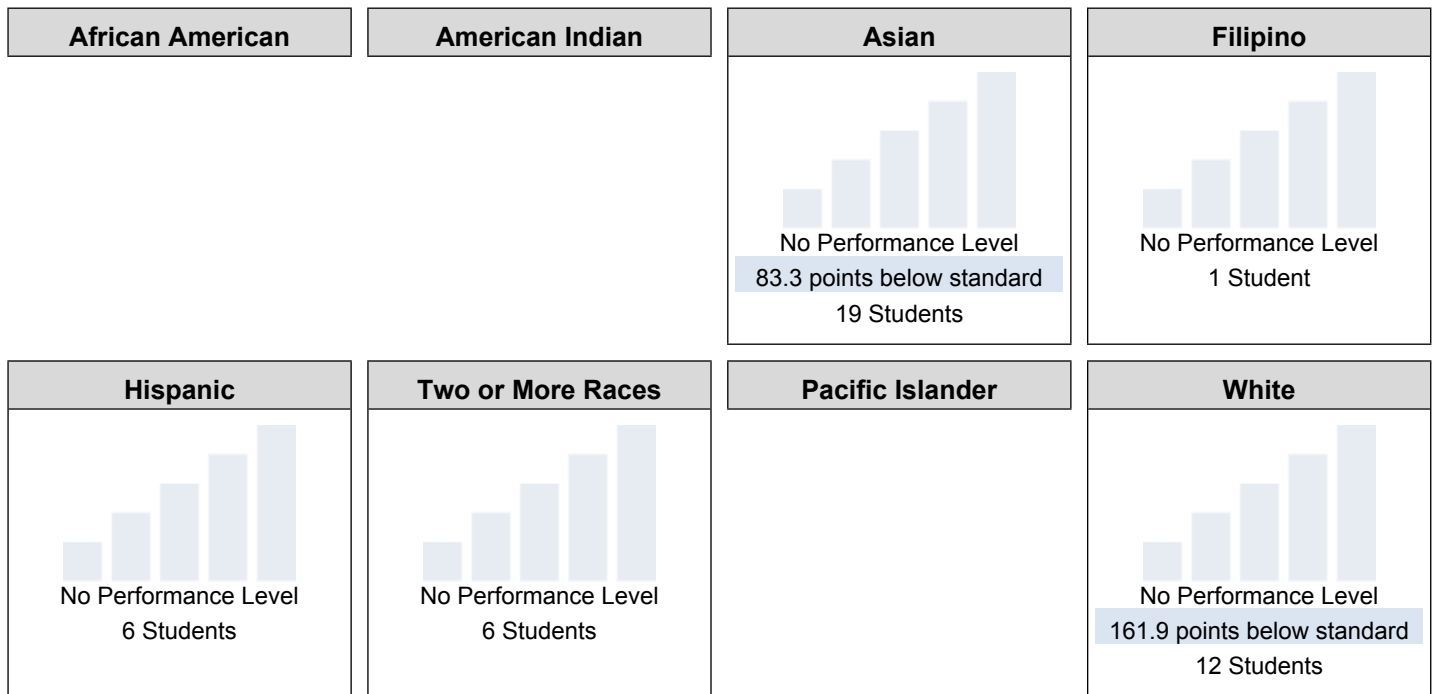 African American
American Indian
Asian
Filipino
No Performance Level
83.3 points below standard
19 Students
No Performance Level
1 Student
Hispanic
Two or More Races
Pacific Islander
White
No Performance Level
6 Students
No Performance Level
6 Students
No Performance Level
161.9 points below standard
12 Students